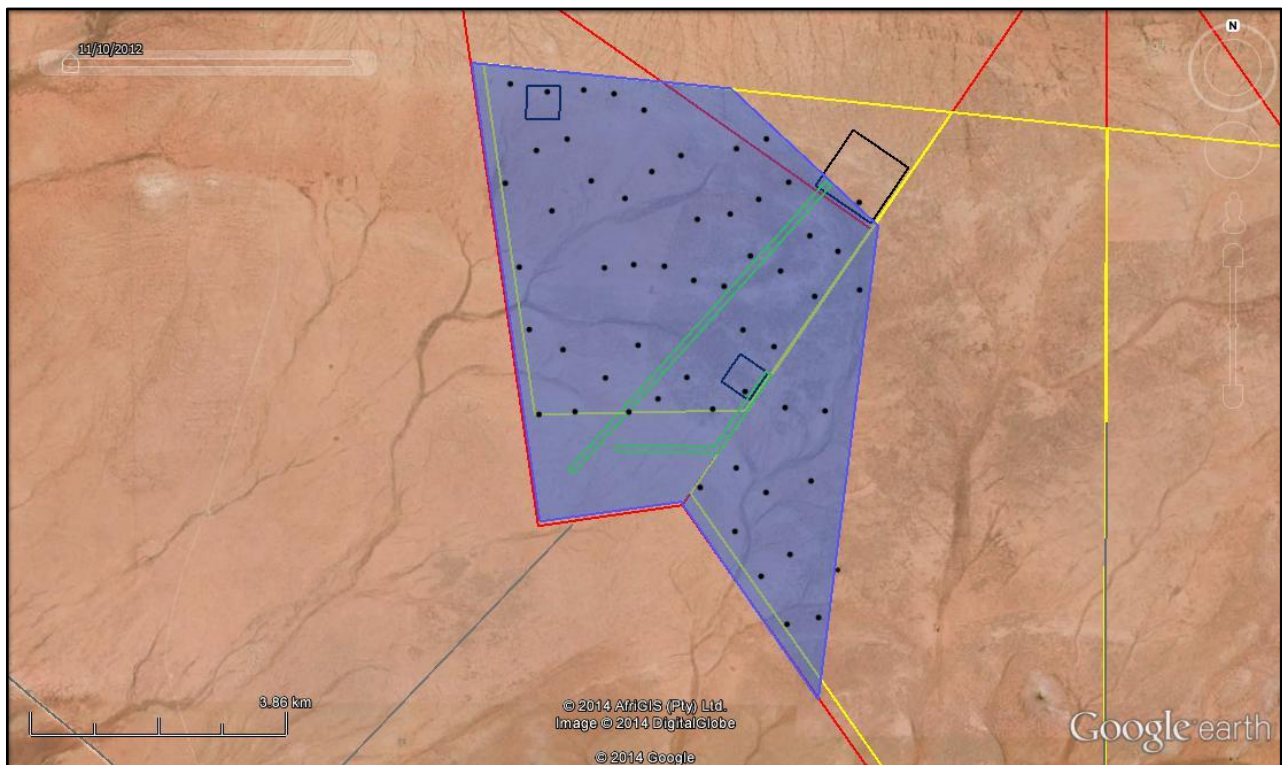 11/10/2012
N
3.86 km
© 2014 AfriGIS (Pty) Ltd.
Image © 2014 DigitalGlobe
© 2014 Google
Google earth